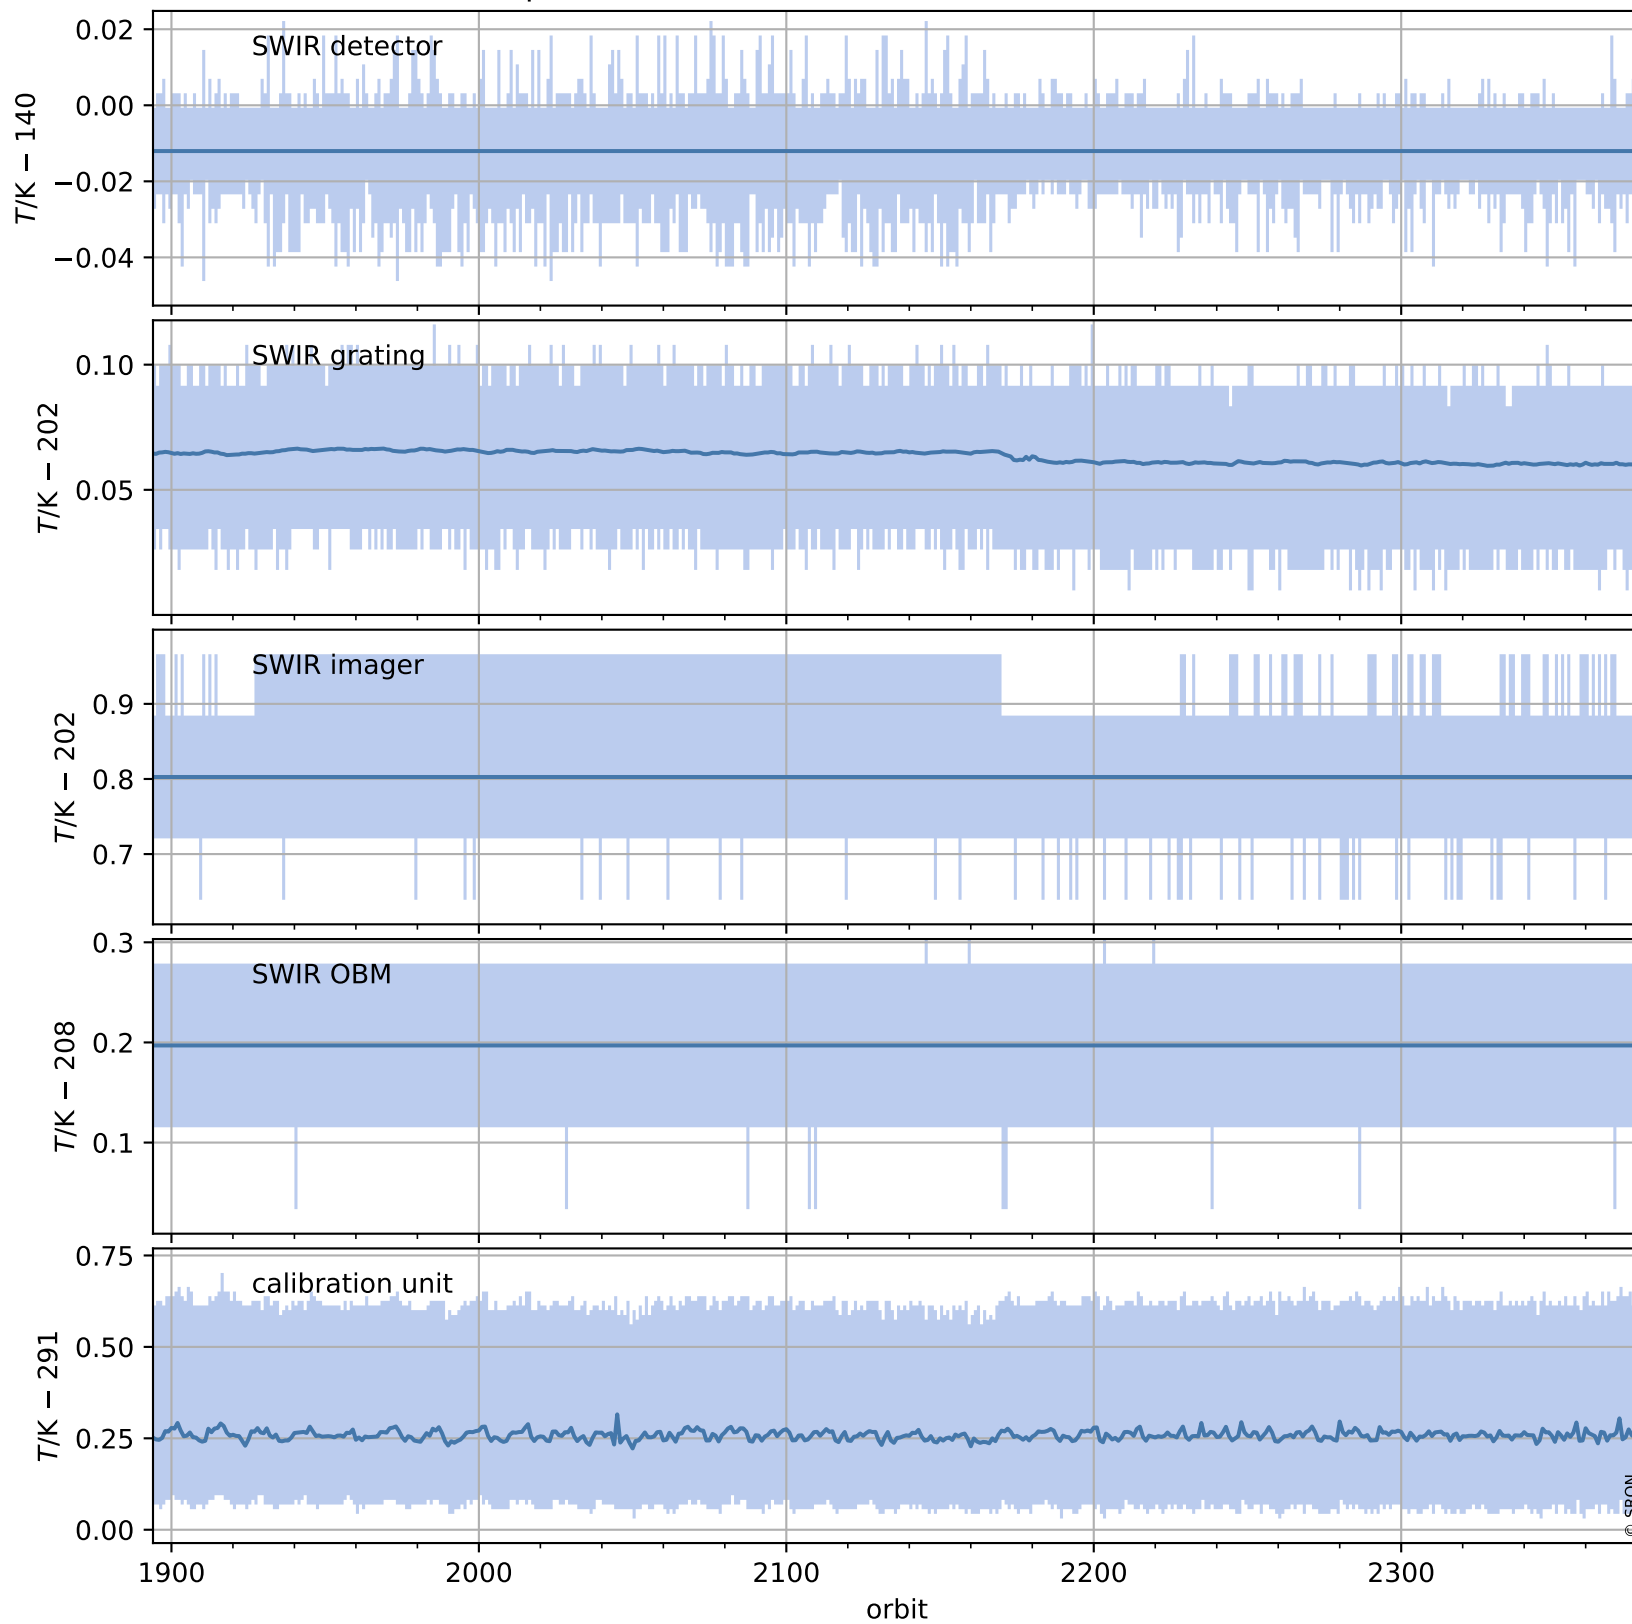 SWIR detector
T/K − 140
0.02
0.00
−0.02
−0.04
SWIR grating
T/K − 202
0.10
0.05
SWIR imager
T/K − 202
0.9
0.8
0.7
SWIR OBM
T/K − 208
0.3
0.2
0.1
calibration unit
T/K − 291
0.75
0.50
0.25
0.00
1900 2000 2100 2200 2300
orbit
© SRON